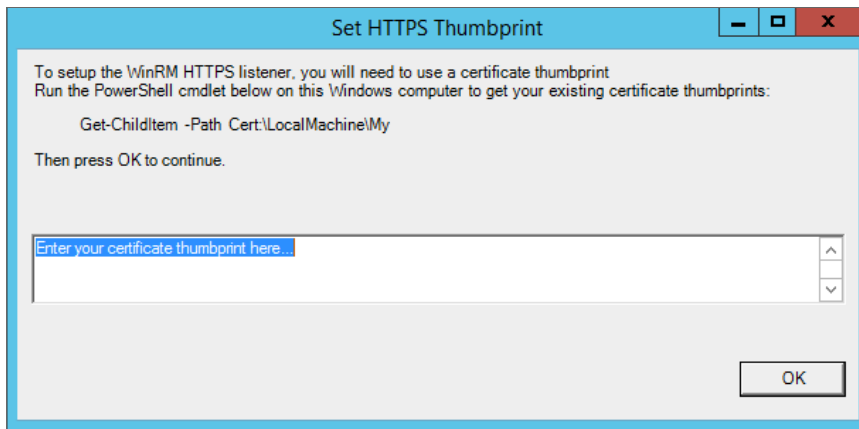 Set HTTPS Thumbprint
To setup the WinRM HTTPS listener, you will need to use a certificate thumbprint
Run the PowerShell cmdlet below on this Windows computer to get your existing certificate thumbprints:
Get-ChildItem -Path Cert:\LocalMachine\My
Then press OK to continue.
Enter your certificate thumbprint here...
OK